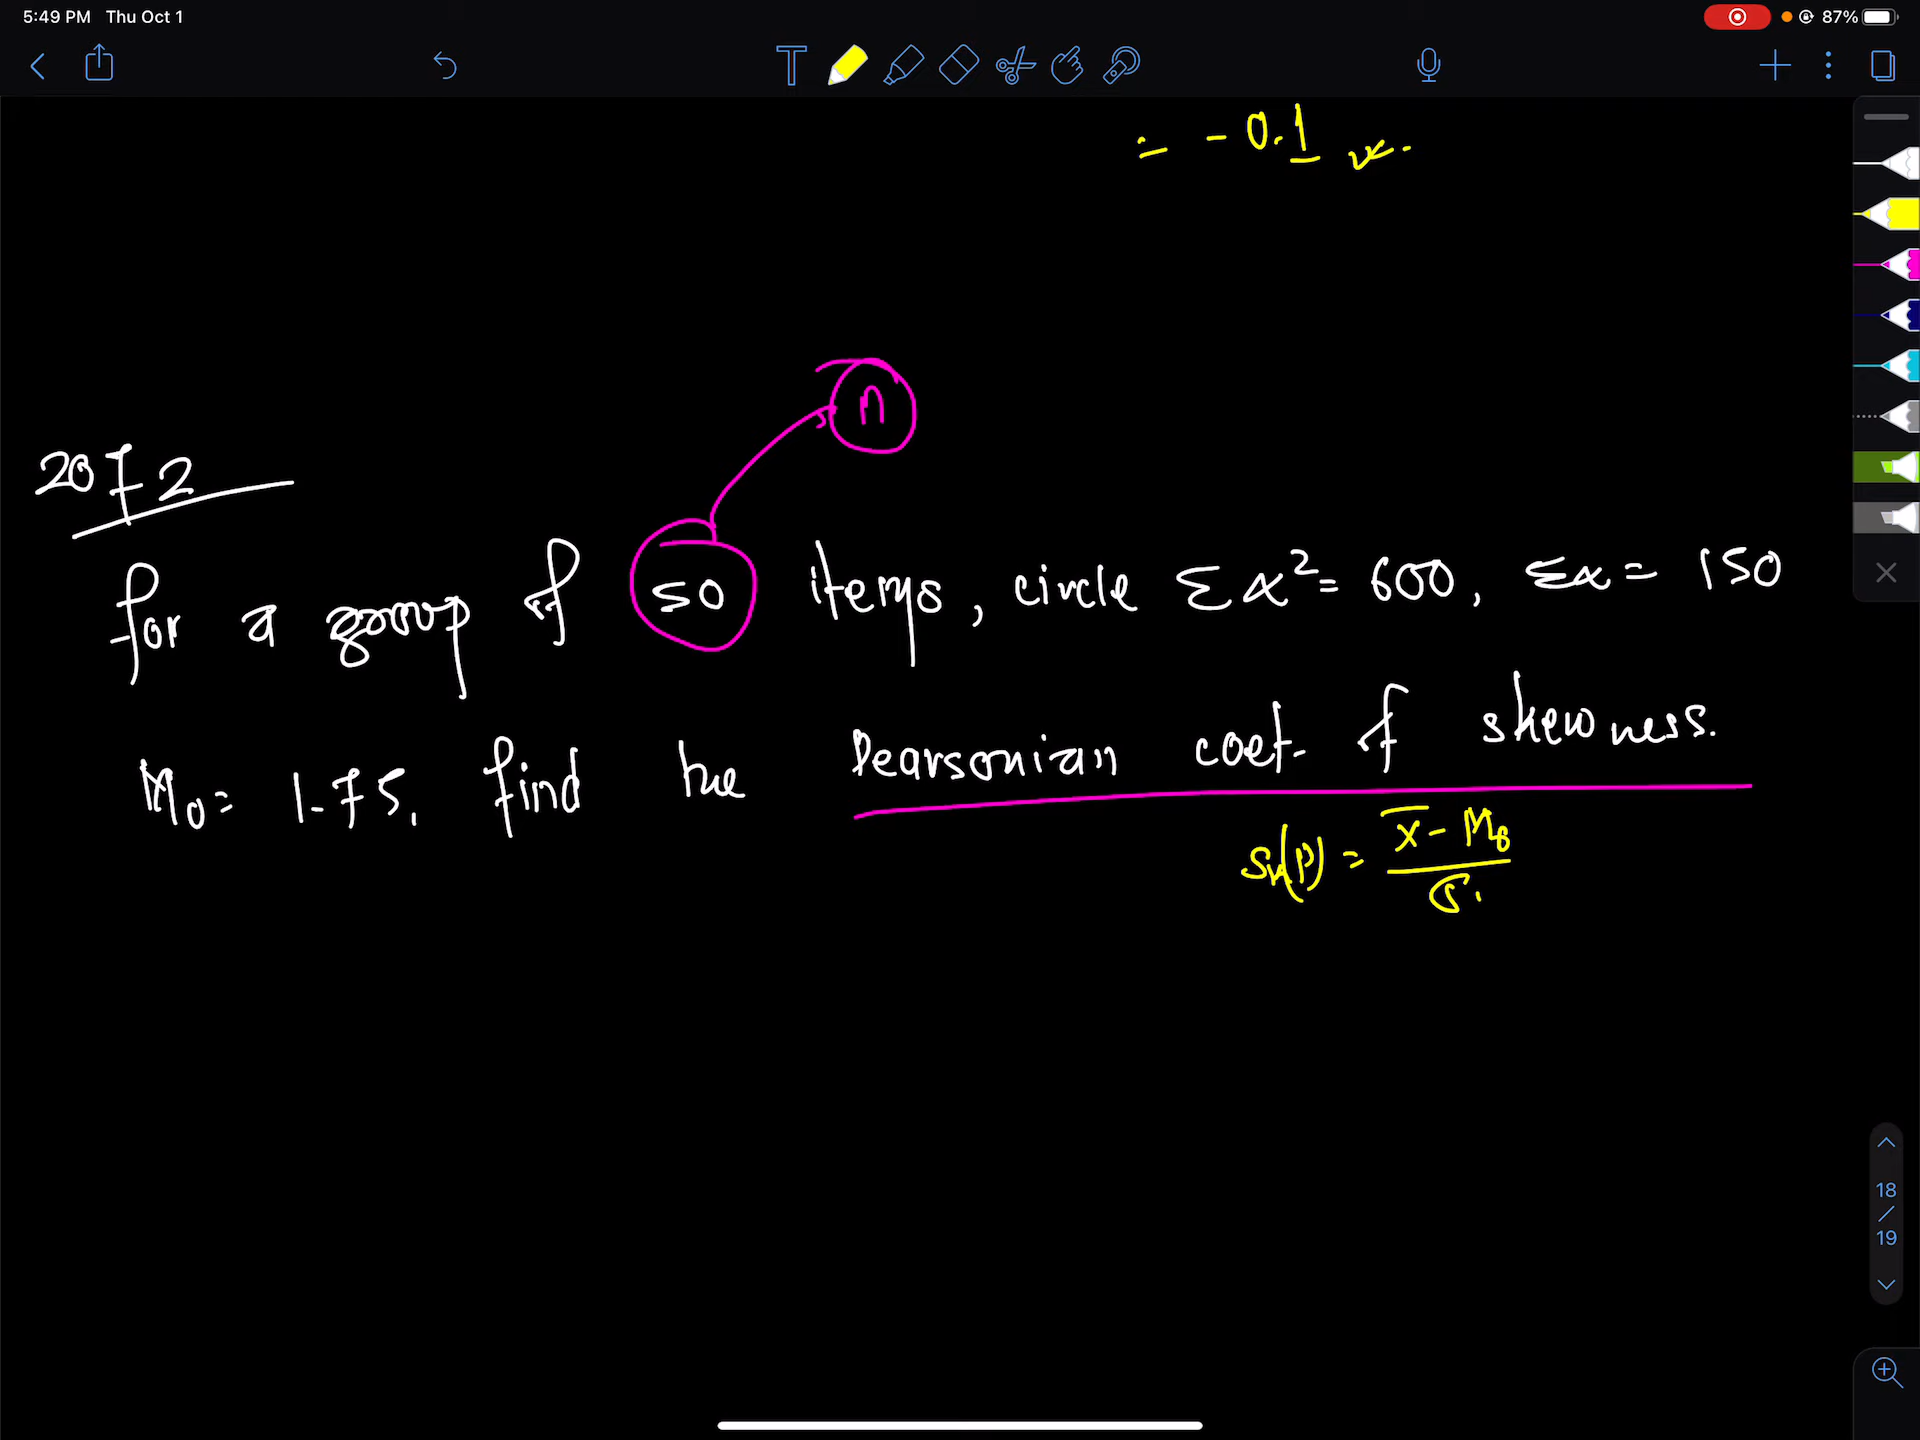 5:49 PM Thu Oct 1
87%
= - 0.1
n
2072
for a group of 50 items, circle Σx²= 600, Σx = 150
M₀= 1.75, find the Pearsonian coef. of skewness.
Sk(P) = (x̄ - M₀) / σ
18
/
19